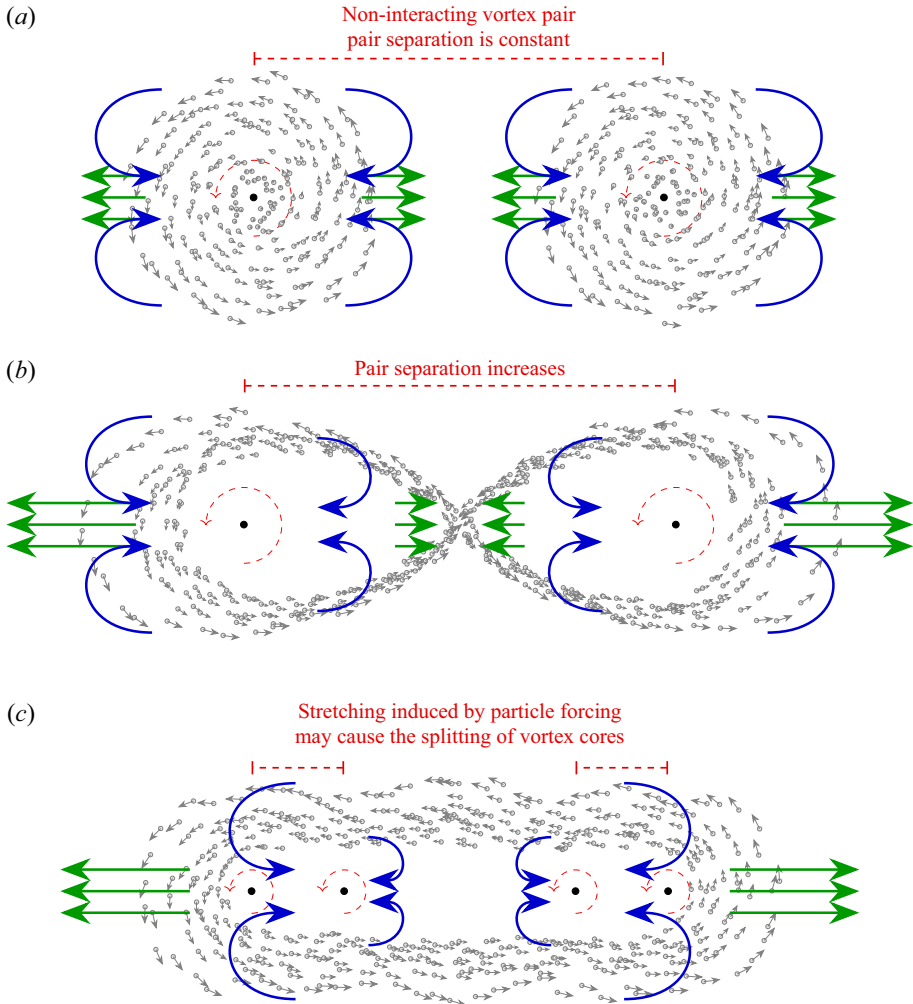 (a)
Non-interacting vortex pair
pair separation is constant
(b)
Pair separation increases
(c)
Stretching induced by particle forcing
may cause the splitting of vortex cores